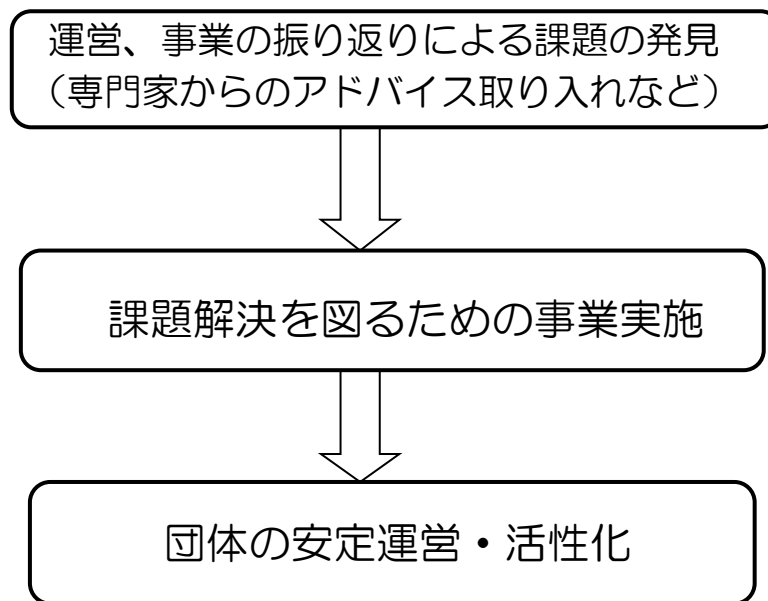 運営、事業の振り返りによる課題の発見
（専門家からのアドバイス取り入れなど）
課題解決を図るための事業実施
団体の安定運営・活性化